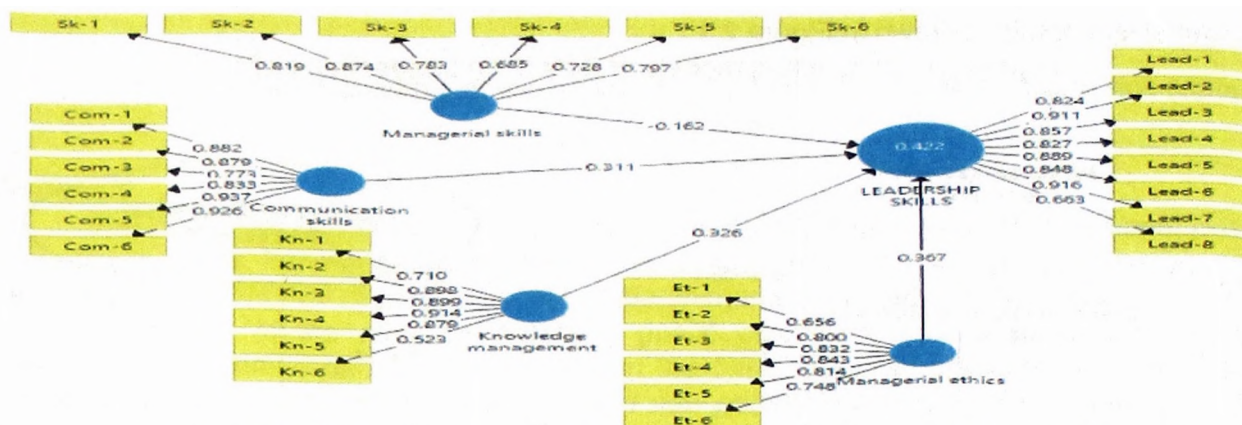 Sk-1
Sk-2
Sk-3
Sk-4
Sk-5
Sk-6
0.819
0.874
0.783
0.685
0.728
0.797
Managerial skills
0.162
Com-1
Com-2
Com-3
Com-4
Com-5
Com-6
0.882
0.879
0.773
0.833
0.937
0.926
Communication
skills
0.311
Kn-1
Kn-2
Kn-3
Kn-4
Kn-5
Kn-6
0.710
0.898
0.899
0.914
0.879
0.523
Knowledge
management
0.326
Et-1
Et-2
Et-3
Et-4
Et-5
Et-6
0.656
0.800
0.832
0.843
0.814
0.748
Managerial ethics
0.367
0.422
LEADERSHIP
SKILLS
0.824
0.911
0.857
0.827
0.889
0.848
0.916
0.663
Lead-1
Lead-2
Lead-3
Lead-4
Lead-5
Lead-6
Lead-7
Lead-8